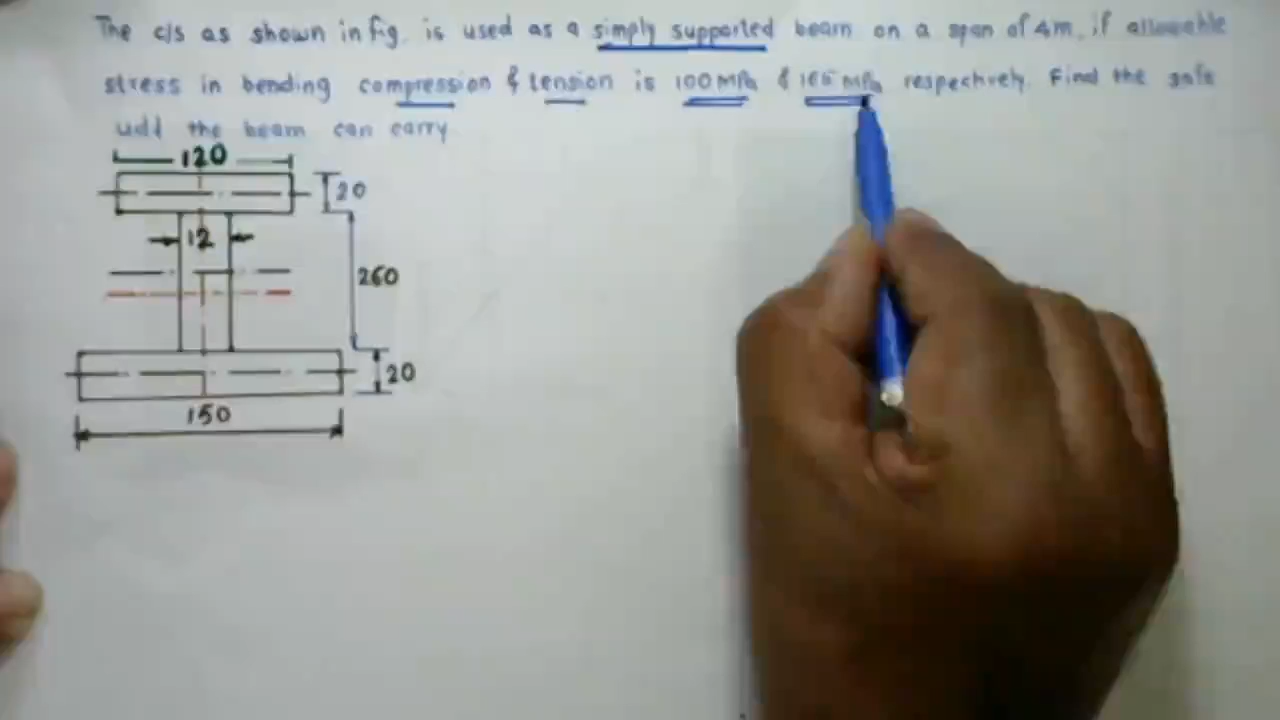 The c/s as shown in fig. is used as a simply supported beam on a span of 4m, if allowable
stress in bending compression & tension is 100 MPa & MPa respectively. Find the safe
udl the beam can carry
120
20
12
260
20
150